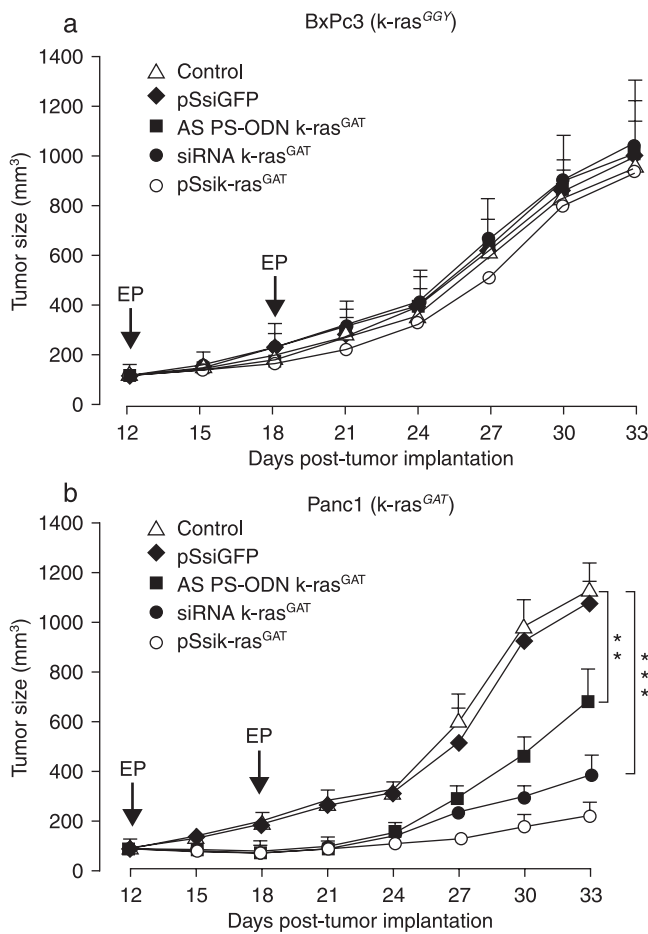 a
BxPc3 (k-ras^GGY)
1400
1200
1000
800
600
400
200
0
Tumor size (mm³)
Control
pSsiGFP
AS PS-ODN k-ras^GAT
siRNA k-ras^GAT
pSsik-ras^GAT
EP
EP
12 15 18 21 24 27 30 33
Days post-tumor implantation
b
Panc1 (k-ras^GAT)
1400
1200
1000
800
600
400
200
0
Tumor size (mm³)
Control
pSsiGFP
AS PS-ODN k-ras^GAT
siRNA k-ras^GAT
pSsik-ras^GAT
EP
EP
**
***
12 15 18 21 24 27 30 33
Days post-tumor implantation